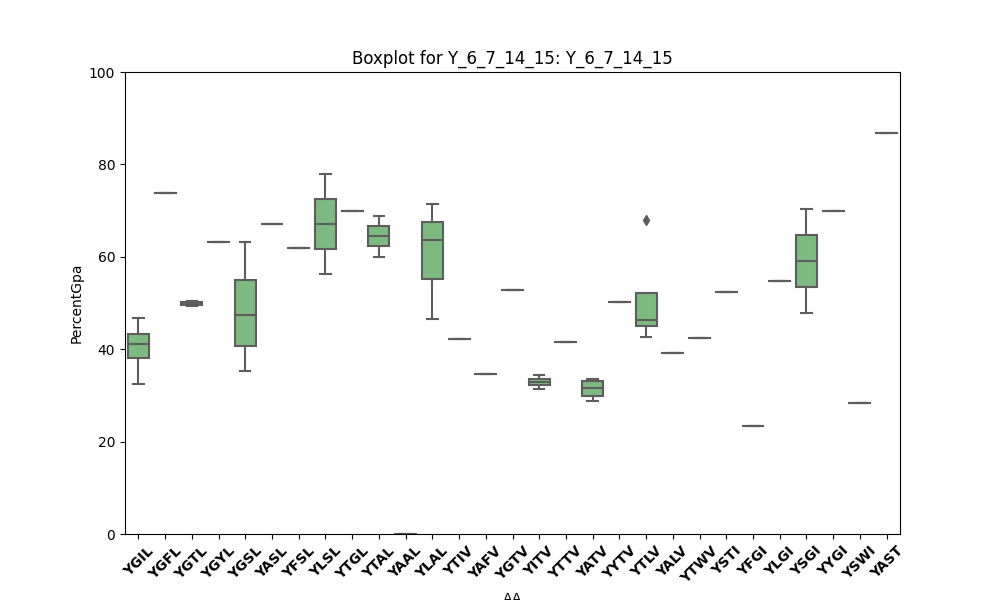 Boxplot for Y_6_7_14_15: Y_6_7_14_15
100
80
60
40
20
0
PercentGpa
YGIL YGFL YGTL YGYL YGSL YASL YFSL YLSL YTGL YTAL YAAL YLAL YTIV YAFV YGTV YITV YTTV YATV YYTV YTLV YALV YTWV YSTI YFGI YLGI YSGI YYGI YSWI YAST
AA